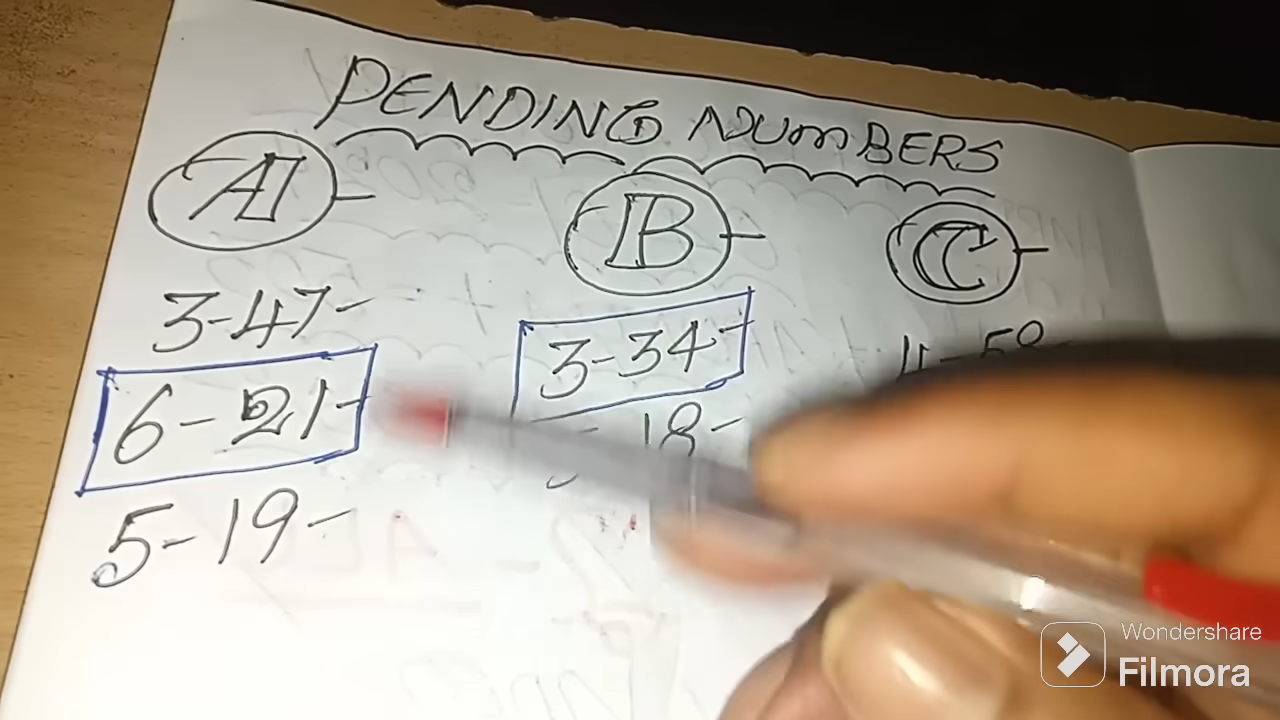 PENDING NUMBERS
A B C
3-47-
3-34-
6-21-
18-
5-19-
Wondershare
Filmora